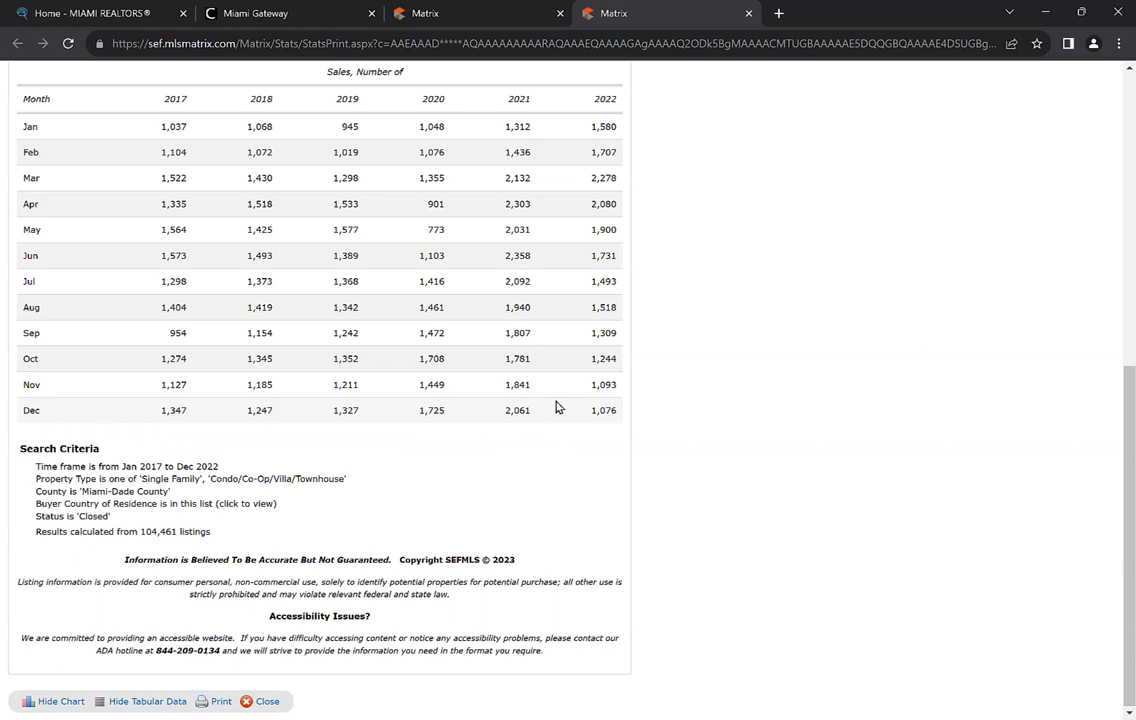 Home - MIAMI REALTORS®
Miami Gateway
Matrix
Matrix
https://sef.mlsmatrix.com/Matrix/Stats/StatsPrint.aspx?c=AAEAAAD*****AQAAAAAAAAARAQAAAEQAAAAGAgAAAAQ2ODk5BgMAAAACMTUGBAAAAAE5DQQGBQAAAAE4DSUGBg...
Sales, Number of
Month 2017 2018 2019 2020 2021 2022
Jan 1,037 1,068 945 1,048 1,312 1,580
Feb 1,104 1,072 1,019 1,076 1,436 1,707
Mar 1,522 1,430 1,298 1,355 2,132 2,278
Apr 1,335 1,518 1,533 901 2,303 2,080
May 1,564 1,425 1,577 773 2,031 1,900
Jun 1,573 1,493 1,389 1,103 2,358 1,731
Jul 1,298 1,373 1,368 1,416 2,092 1,493
Aug 1,404 1,419 1,342 1,461 1,940 1,518
Sep 954 1,154 1,242 1,472 1,807 1,309
Oct 1,274 1,345 1,352 1,708 1,781 1,244
Nov 1,127 1,185 1,211 1,449 1,841 1,093
Dec 1,347 1,247 1,327 1,725 2,061 1,076
Search Criteria
Time frame is from Jan 2017 to Dec 2022
Property Type is one of 'Single Family', 'Condo/Co-Op/Villa/Townhouse'
County is 'Miami-Dade County'
Buyer Country of Residence is in this list (click to view)
Status is 'Closed'
Results calculated from 104,461 listings
Information is Believed To Be Accurate But Not Guaranteed. Copyright SEFMLS © 2023
Listing information is provided for consumer personal, non-commercial use, solely to identify potential properties for potential purchase; all other use is
strictly prohibited and may violate relevant federal and state law.
Accessibility Issues?
We are committed to providing an accessible website. If you have difficulty accessing content or notice any accessibility problems, please contact our
ADA hotline at 844-209-0134 and we will strive to provide the information you need in the format you require.
Hide Chart Hide Tabular Data Print Close